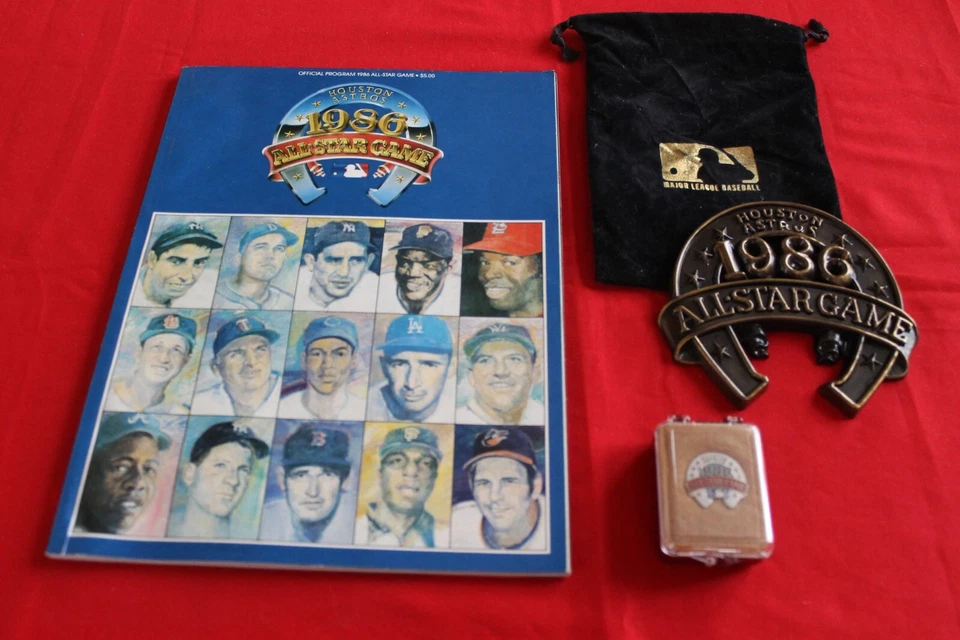 OFFICIAL PROGRAM 1986 ALL-STAR GAME • $5.00
HOUSTON
ASTROS
1986
ALL-STAR GAME
MAJOR LEAGUE BASEBALL
HOUSTON
ASTROS
1986
ALL-STAR GAME